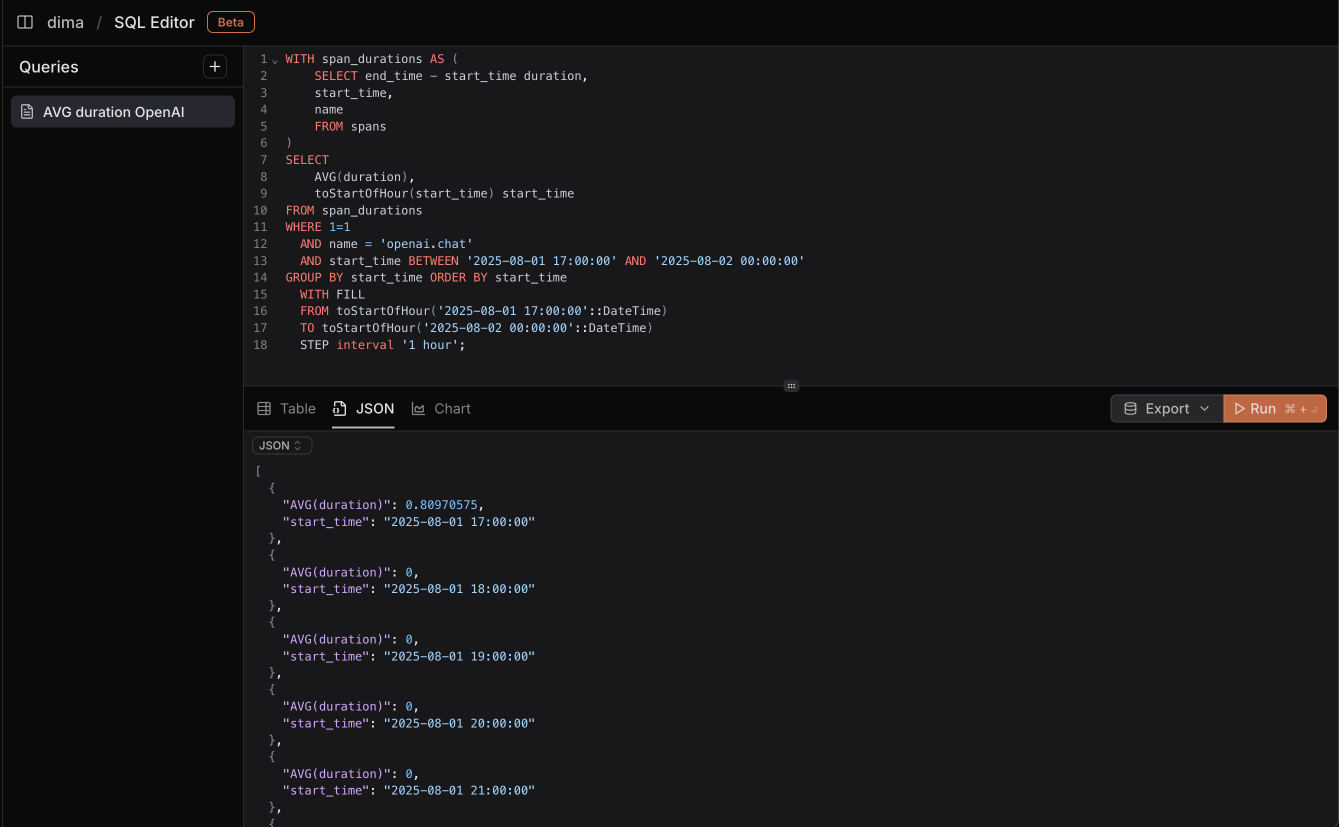 dima / SQL Editor Beta
Queries +
AVG duration OpenAI
1 WITH span_durations AS (
2     SELECT end_time - start_time duration,
3     start_time,
4     name
5     FROM spans
6 )
7 SELECT
8     AVG(duration),
9     toStartOfHour(start_time) start_time
10 FROM span_durations
11 WHERE 1=1
12   AND name = 'openai.chat'
13   AND start_time BETWEEN '2025-08-01 17:00:00' AND '2025-08-02 00:00:00'
14 GROUP BY start_time ORDER BY start_time
15   WITH FILL
16   FROM toStartOfHour('2025-08-01 17:00:00'::DateTime)
17   TO toStartOfHour('2025-08-02 00:00:00'::DateTime)
18   STEP interval '1 hour';
Table JSON Chart Export Run ⌘ + ⏎
JSON
[
  {
    "AVG(duration)": 0.80970575,
    "start_time": "2025-08-01 17:00:00"
  },
  {
    "AVG(duration)": 0,
    "start_time": "2025-08-01 18:00:00"
  },
  {
    "AVG(duration)": 0,
    "start_time": "2025-08-01 19:00:00"
  },
  {
    "AVG(duration)": 0,
    "start_time": "2025-08-01 20:00:00"
  },
  {
    "AVG(duration)": 0,
    "start_time": "2025-08-01 21:00:00"
  },
  {